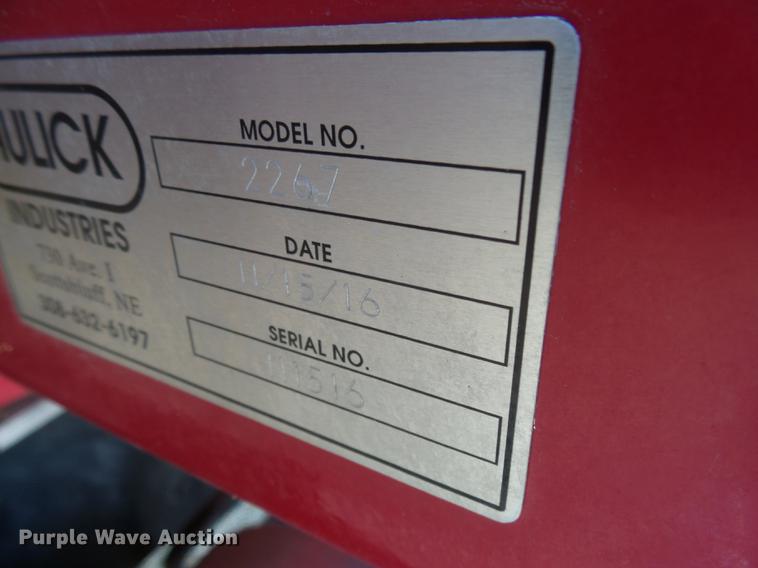 ULICK
INDUSTRIES
730 Ave. I
Scottsbluff, NE
308-632-6197
MODEL NO.
2267
DATE
11/15/16
SERIAL NO.
111516
Purple Wave Auction